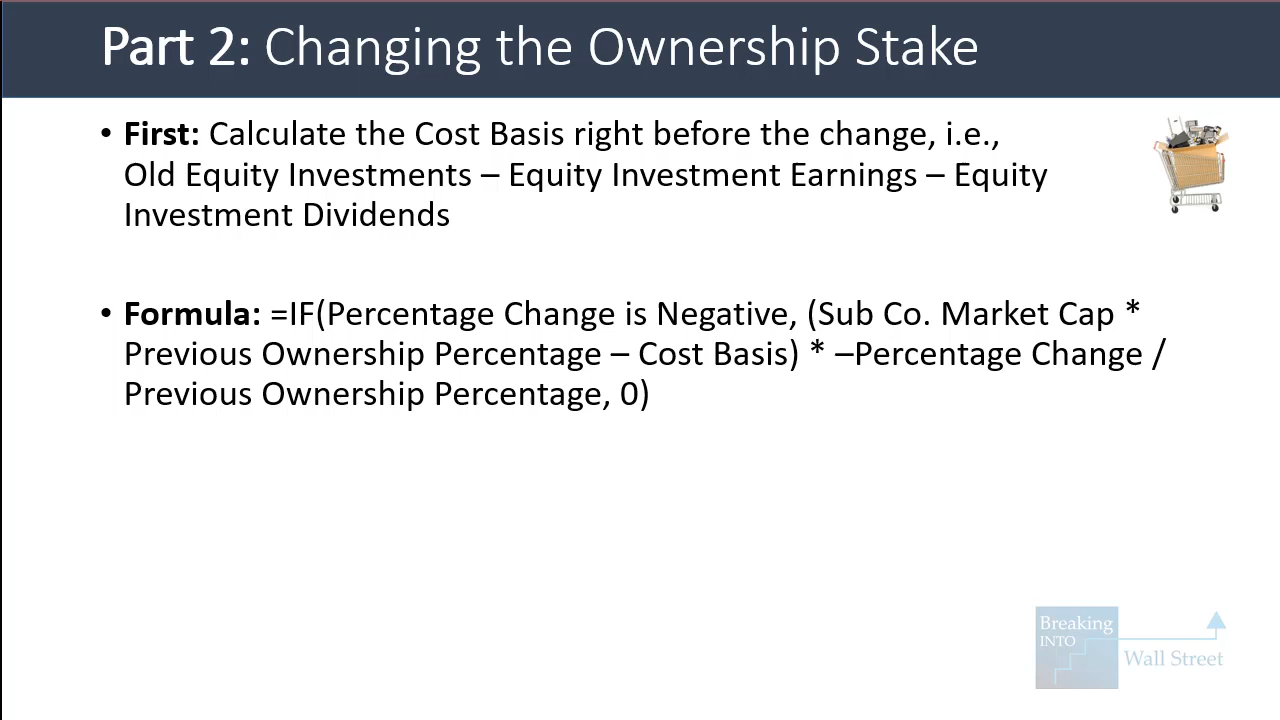 Part 2: Changing the Ownership Stake
• First: Calculate the Cost Basis right before the change, i.e.,
Old Equity Investments – Equity Investment Earnings – Equity
Investment Dividends
• Formula: =IF(Percentage Change is Negative, (Sub Co. Market Cap *
Previous Ownership Percentage – Cost Basis) * –Percentage Change /
Previous Ownership Percentage, 0)
Breaking
INTO
Wall Street